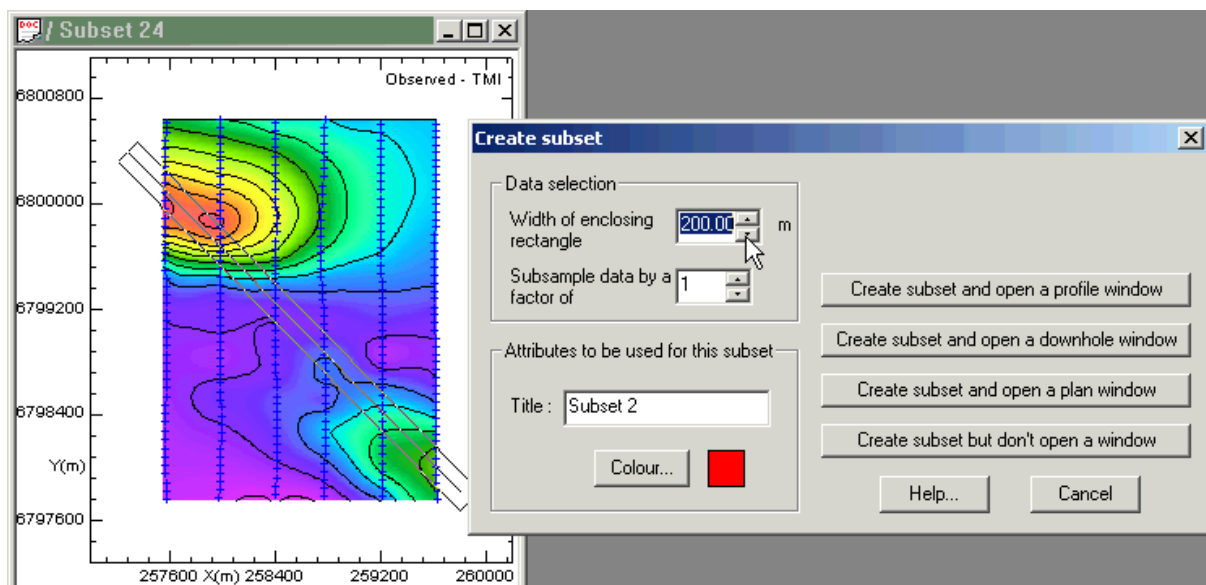 DOC / Subset 24
Observed - TMI
6800800
6800000
6799200
6798400
Y(m)
6797600
257600 X(m) 258400 259200 260000
Create subset
Data selection
Width of enclosing rectangle 200.00 m
Subsample data by a factor of 1
Attributes to be used for this subset
Title : Subset 2
Colour...
Create subset and open a profile window
Create subset and open a downhole window
Create subset and open a plan window
Create subset but don't open a window
Help... Cancel